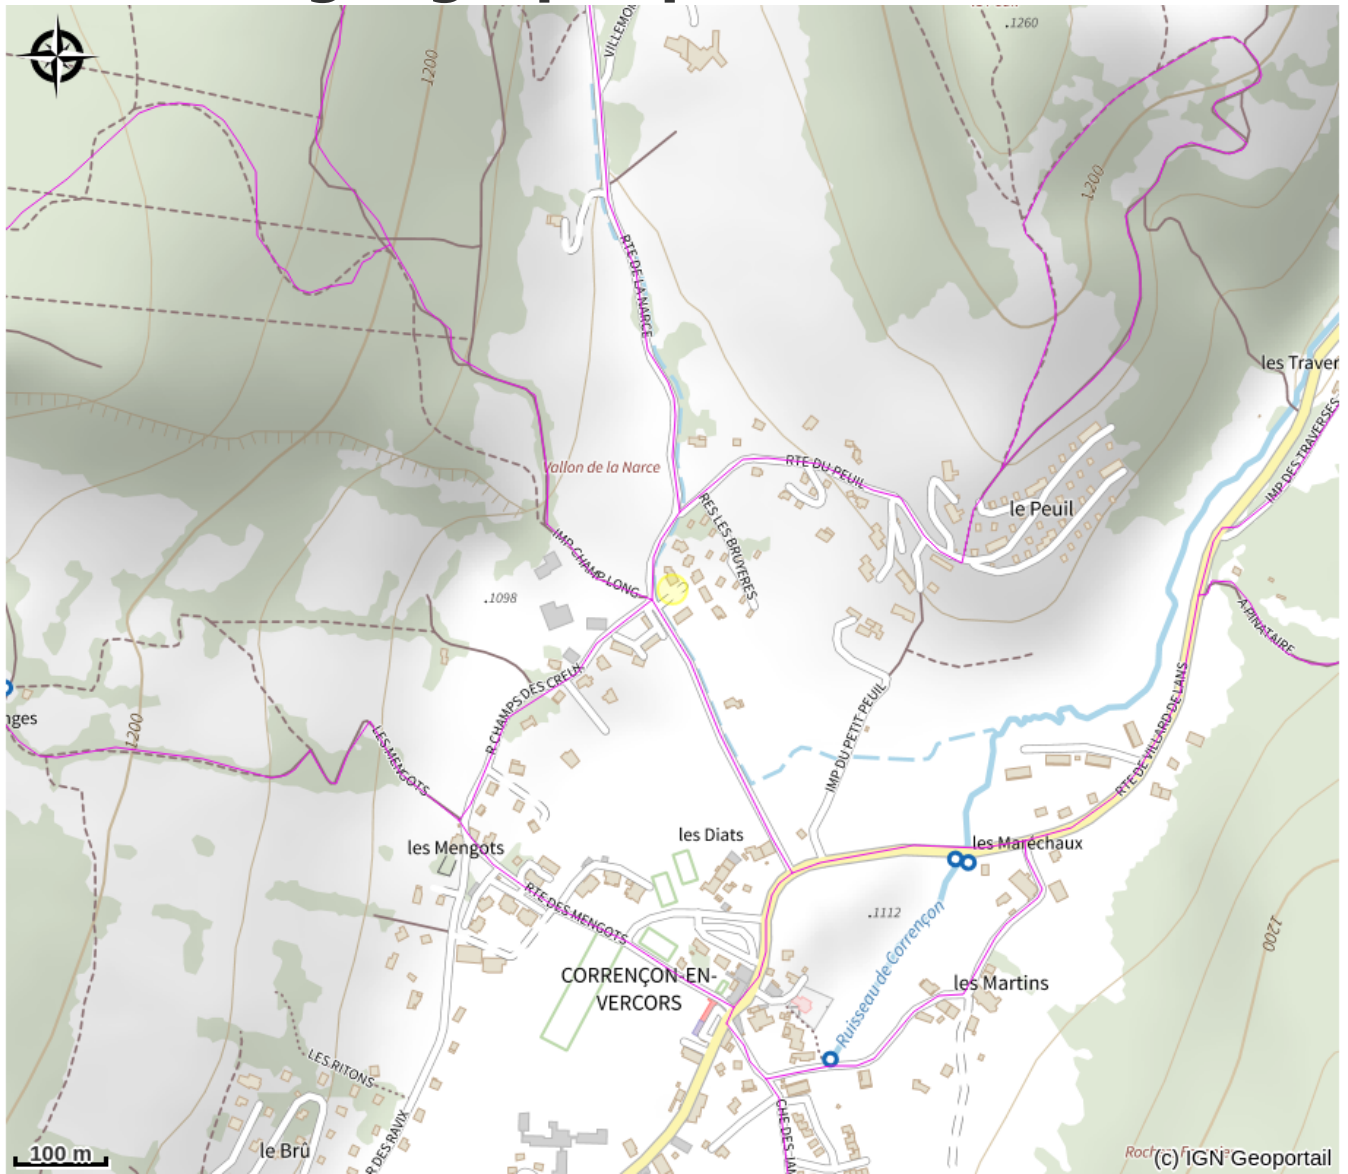 .1260
1200
RTE DE LA NARCE
1200
les Traver
IMP DES TRAVERSES
Vallon de la Narce
RTE DU PEUIL
RES LES BRUYERES
le Peuil
IMP CHAMP LONG
.1098
A PINATAIRE
R CHAMPS DES CREUX
nges
1200
LES MENGOTS
IMP DU PETIT PEUIL
RTE DE VILLARD DE LANS
les Diats
les Mengots
les Maréchaux
RTE DES MENGOTS
.1112
1200
Ruisseau de Corrençon
CORRENÇON-EN-
VERCORS
les Martins
LES RITONS
le Brû
R DES RAVIX
100 m
(c) IGN Geoportail